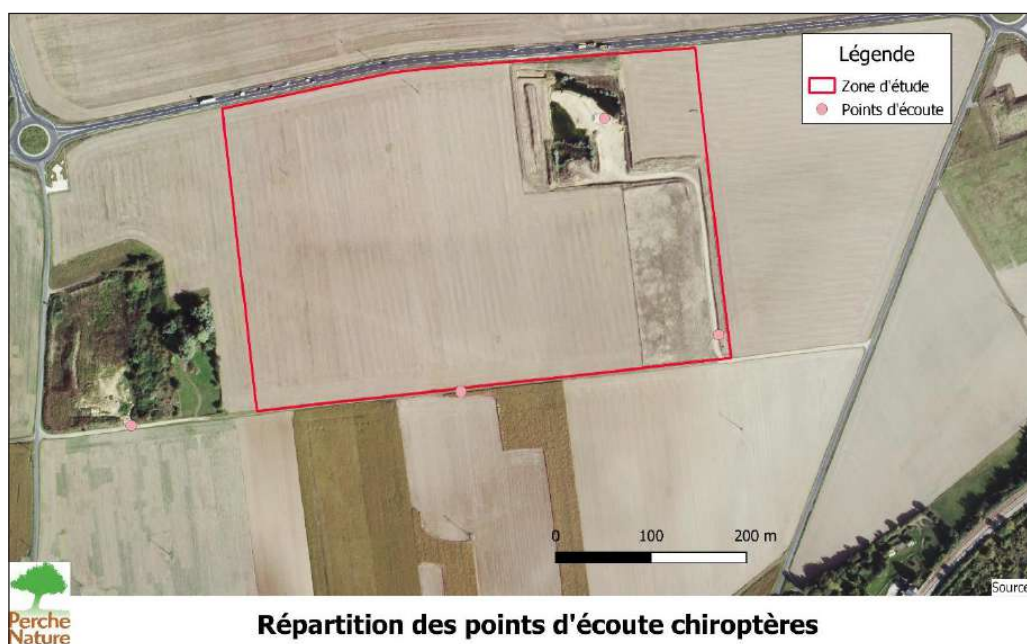 Légende
Zone d'étude
Points d'écoute
0 100 200 m
Source
Perche
Nature
Répartition des points d'écoute chiroptères